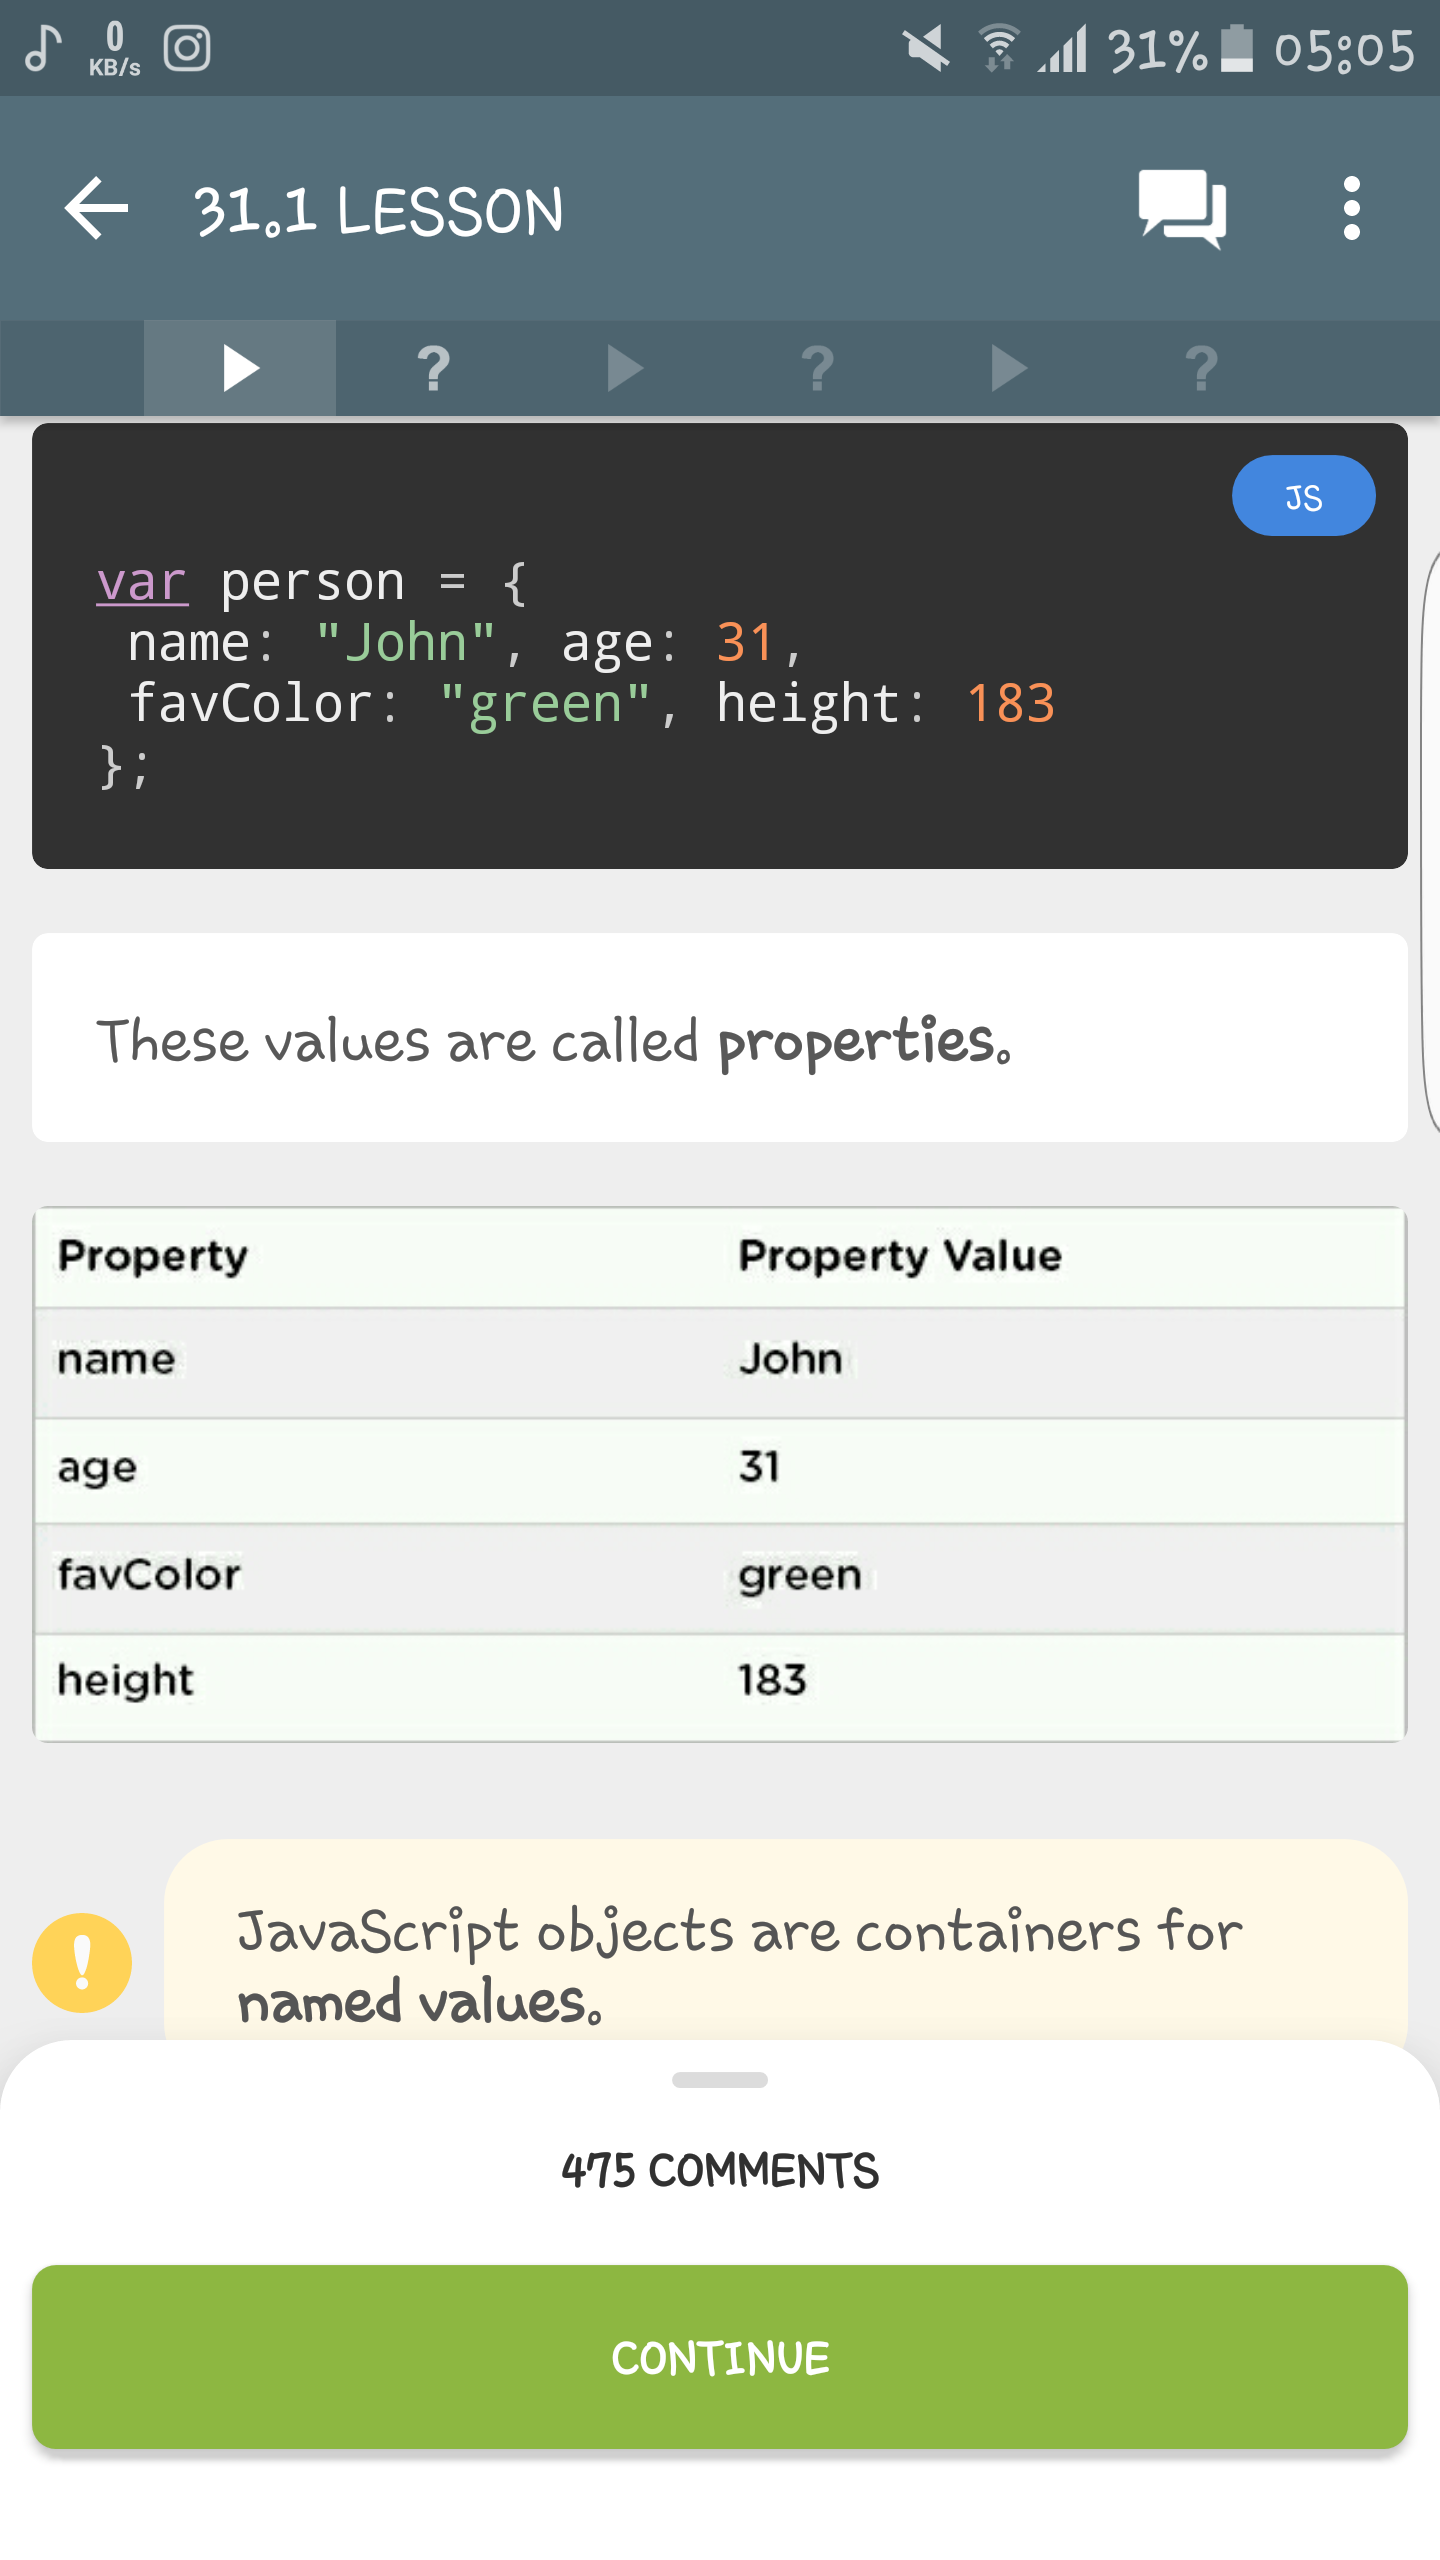 0
KB/s
31%
05:05
31.1 LESSON
?
?
?
JS
var person = {
name: "John", age: 31,
favColor: "green", height: 183
};
These values are called properties.
Property Property Value
name John
age 31
favColor green
height 183
!
JavaScript objects are containers for
named values.
475 COMMENTS
CONTINUE